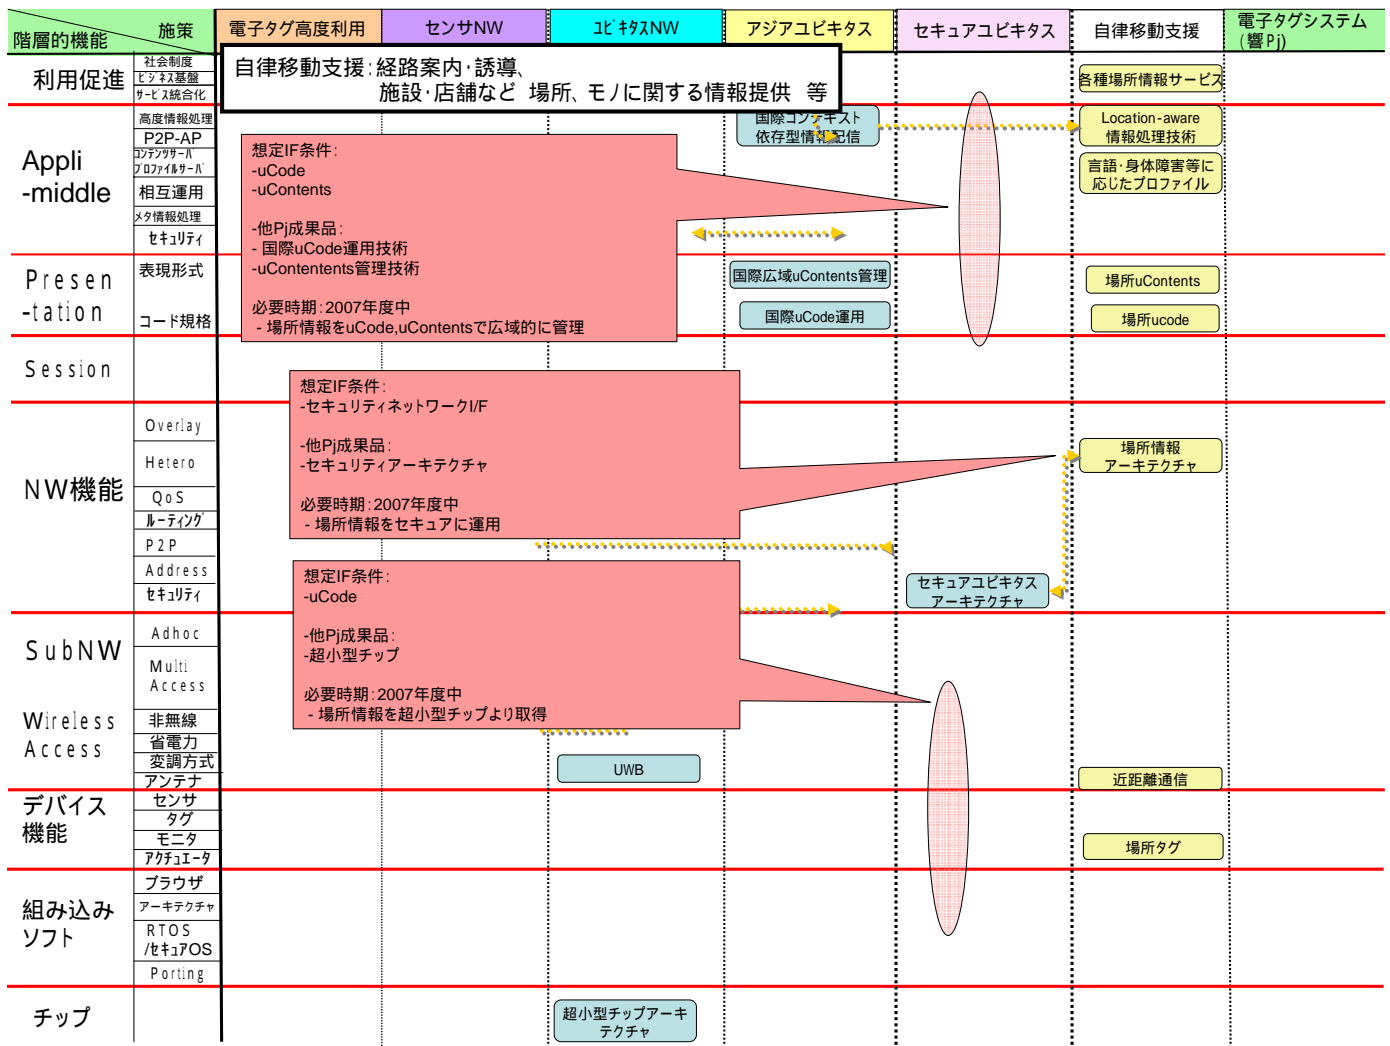 階層的機能
施策
電子タグ高度利用
センサNW
ユビキタスNW
アジアユビキタス
セキュアユビキタス
自律移動支援
電子タグシステム
(響Pj)
自律移動支援：経路案内・誘導、
施設・店舗など 場所、モノに関する情報提供 等
利用促進
社会制度
ビジネス基盤
サービス統合化
各種場所情報サービス
Appli
-middle
高度情報処理
P2P-AP
コンテンツサーバ
プロファイルサーバ
相互運用
メタ情報処理
セキュリティ
国際コンテキスト
依存型情報配信
Location-aware
情報処理技術
言語・身体障害等に
応じたプロファイル
想定IF条件：
-uCode
-uContents
-他Pj成果品：
- 国際uCode運用技術
-uContentents管理技術
必要時期：2007年度中
- 場所情報をuCode,uContentsで広域的に管理
Presen
-tation
表現形式
コード規格
国際広域uContents管理
国際uCode運用
場所uContents
場所ucode
Session
想定IF条件：
-セキュリティネットワークI/F
-他Pj成果品：
-セキュリティアーキテクチャ
必要時期：2007年度中
- 場所情報をセキュアに運用
NW機能
Overlay
Hetero
QoS
ルーティング
P2P
Address
セキュリティ
場所情報
アーキテクチャ
セキュアユビキタス
アーキテクチャ
想定IF条件：
-uCode
-他Pj成果品：
-超小型チップ
必要時期：2007年度中
- 場所情報を超小型チップより取得
SubNW
Adhoc
Multi
Access
Wireless
Access
非無線
省電力
変調方式
アンテナ
UWB
近距離通信
デバイス
機能
センサ
タグ
モニタ
アクチュエータ
場所タグ
組み込み
ソフト
ブラウザ
アーキテクチャ
RTOS
/セキュアOS
Porting
チップ
超小型チップアーキ
テクチャ